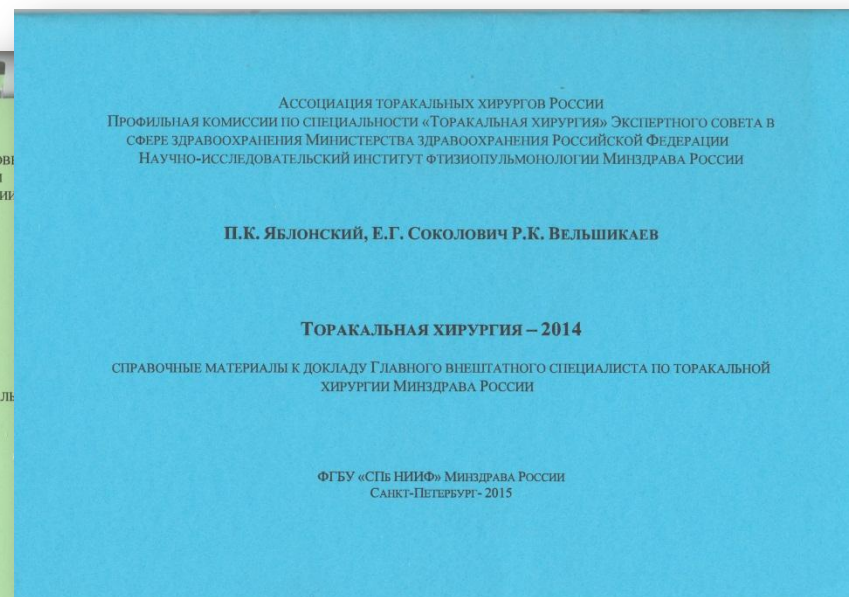 Ассоциация торакальных хирургов России
Профильная комиссии по специальности «Торакальная хирургия» Экспертного совета в
сфере здравоохранения Министерства здравоохранения Российской Федерации
Научно-исследовательский институт фтизиопульмонологии Минздрава России
П.К. Яблонский, Е.Г. Соколович Р.К. Вельшикаев
Торакальная хирургия – 2014
справочные материалы к докладу Главного внештатного специалиста по торакальной
хирургии Минздрава России
ФГБУ «СПб НИИФ» Минздрава России
Санкт-Петербург- 2015